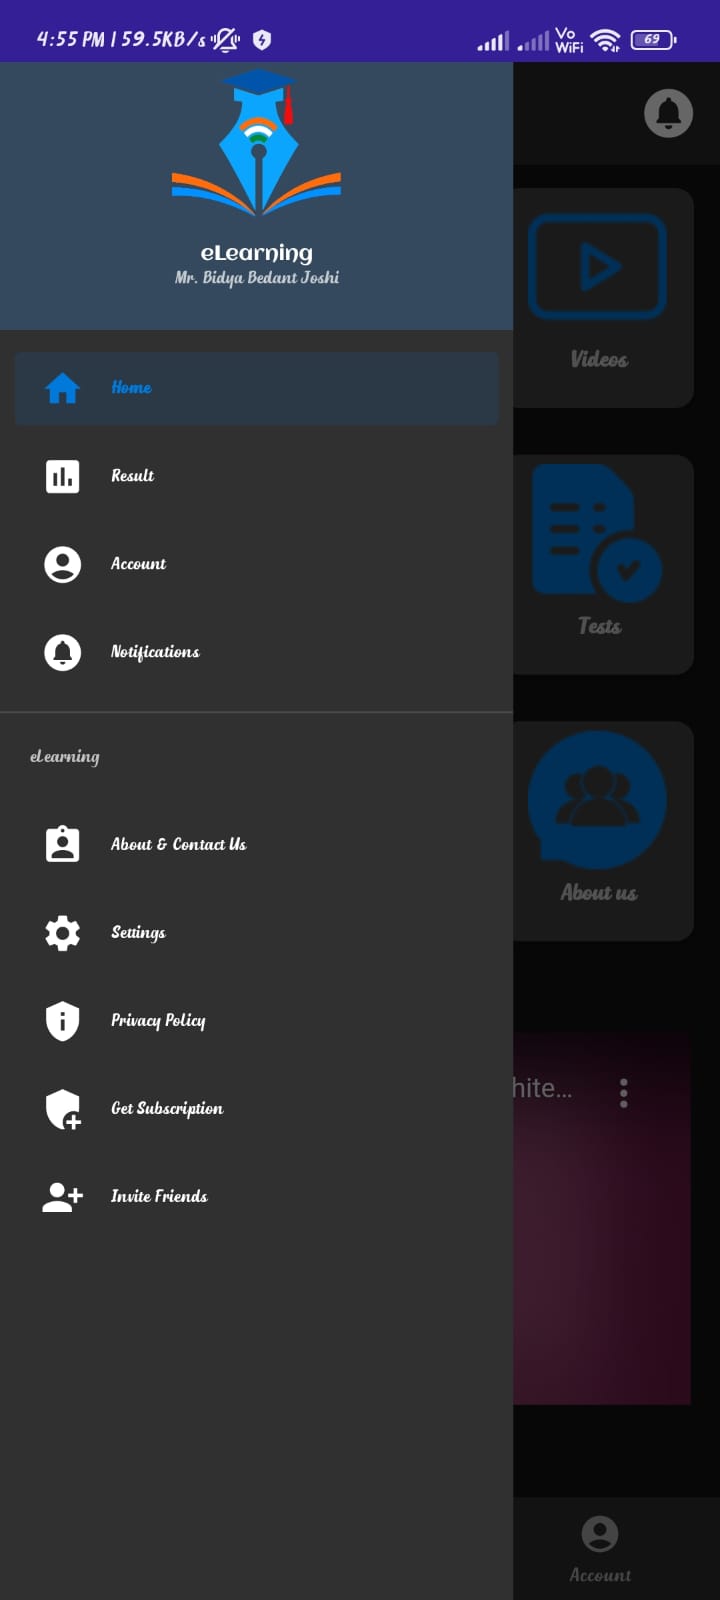 4:55 PM | 59.5KB/s
Vo
WiFi
69
eLearning
Mr. Bidya Bedant Joshi
Home
Result
Account
Notifications
eLearning
About & Contact Us
Settings
Privacy Policy
Get Subscription
Invite Friends
Videos
Tests
About us
hite...
Account